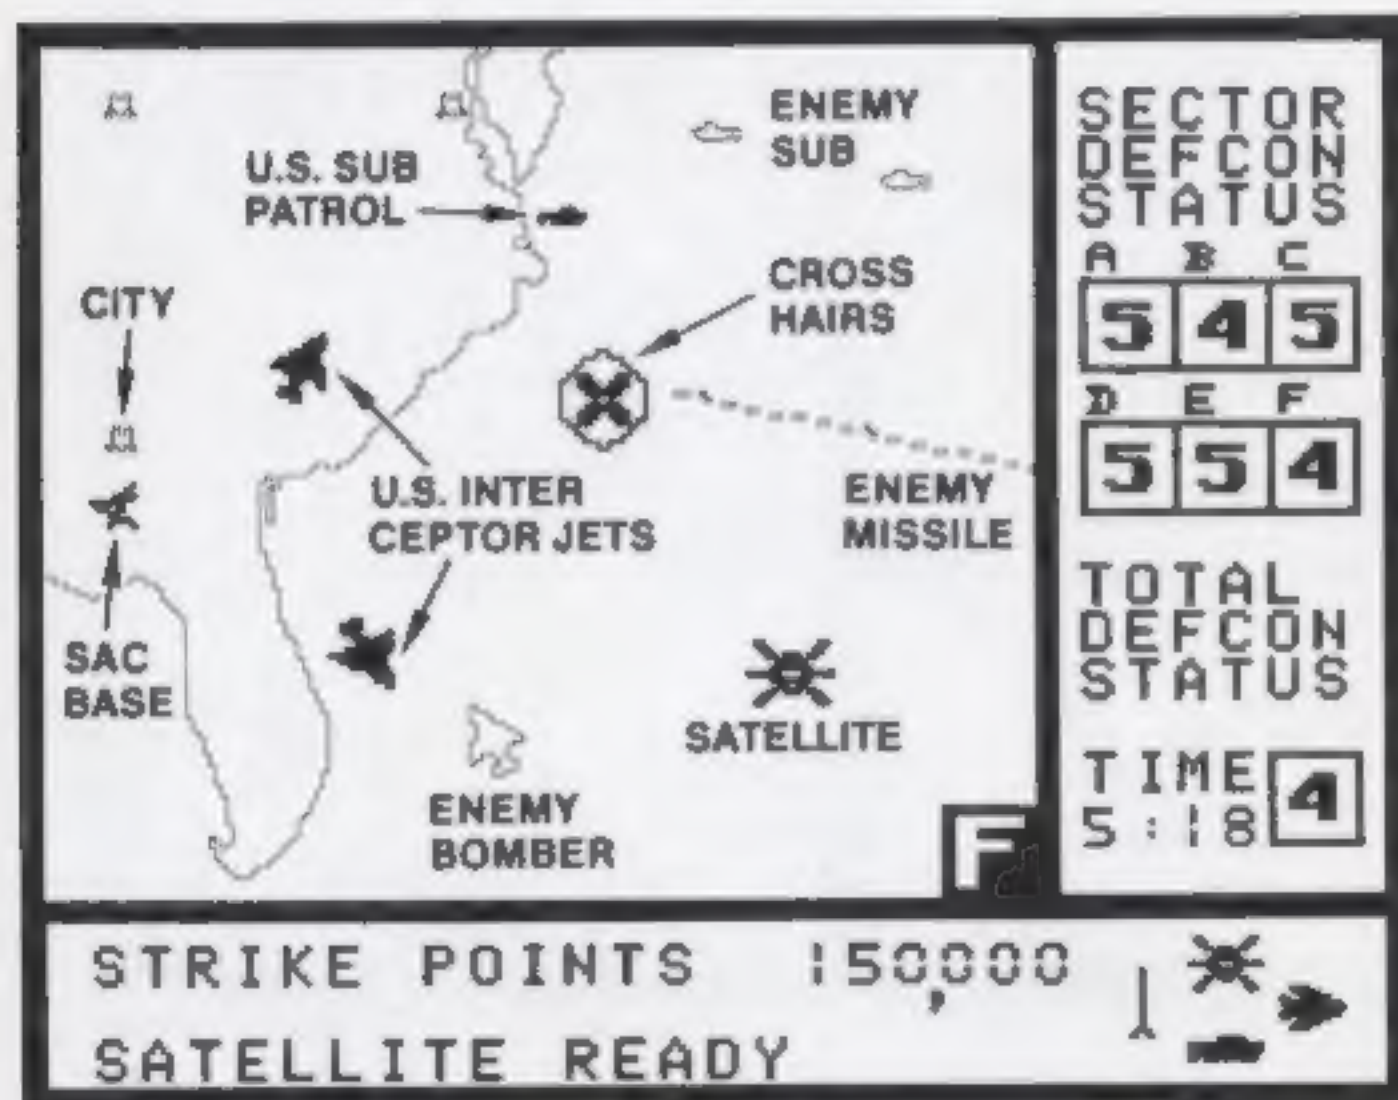 ENEMY
SUB
U.S. SUB
PATROL
CITY
CROSS
HAIRS
U.S. INTER
CEPTOR JETS
ENEMY
MISSILE
SAC
BASE
SATELLITE
ENEMY
BOMBER
F
SECTOR
DEFCON
STATUS
A B C
5 4 5
D E F
5 5 4
TOTAL
DEFCON
STATUS
TIME
5:18 4
STRIKE POINTS 150,000
SATELLITE READY